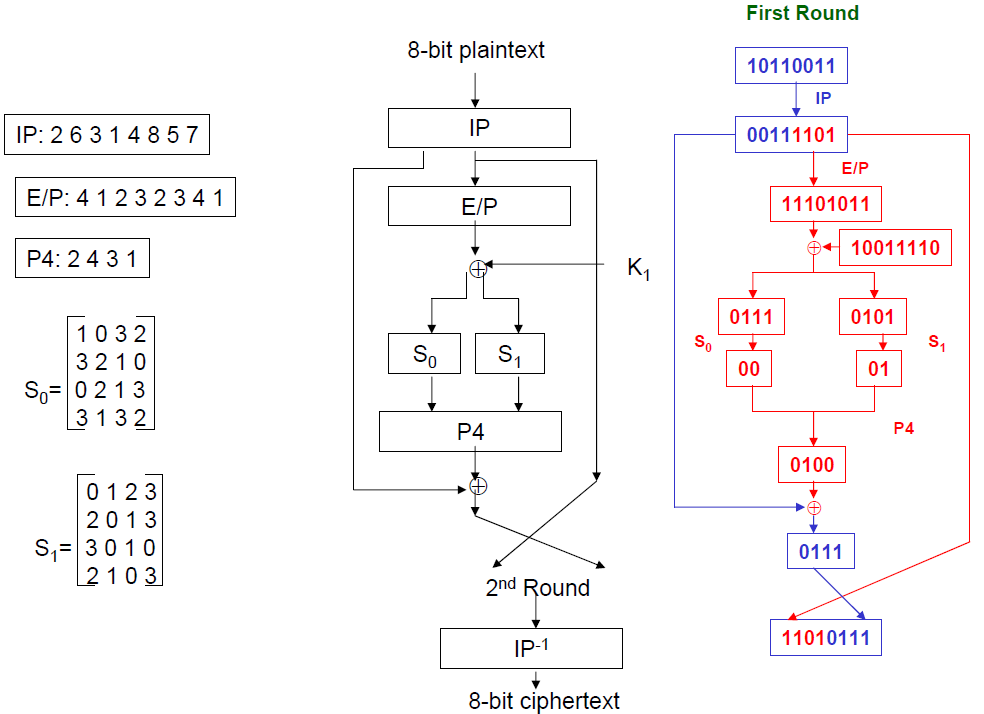 IP: 2 6 3 1 4 8 5 7
E/P: 4 1 2 3 2 3 4 1
P4: 2 4 3 1
S0=
1 0 3 2
3 2 1 0
0 2 1 3
3 1 3 2
S1=
0 1 2 3
2 0 1 3
3 0 1 0
2 1 0 3
8-bit plaintext
IP
E/P
K1
S0 S1
P4
2nd Round
IP-1
8-bit ciphertext
First Round
10110011
IP
00111101
E/P
11101011
10011110
0111 0101
S0 S1
00 01
P4
0100
0111
11010111